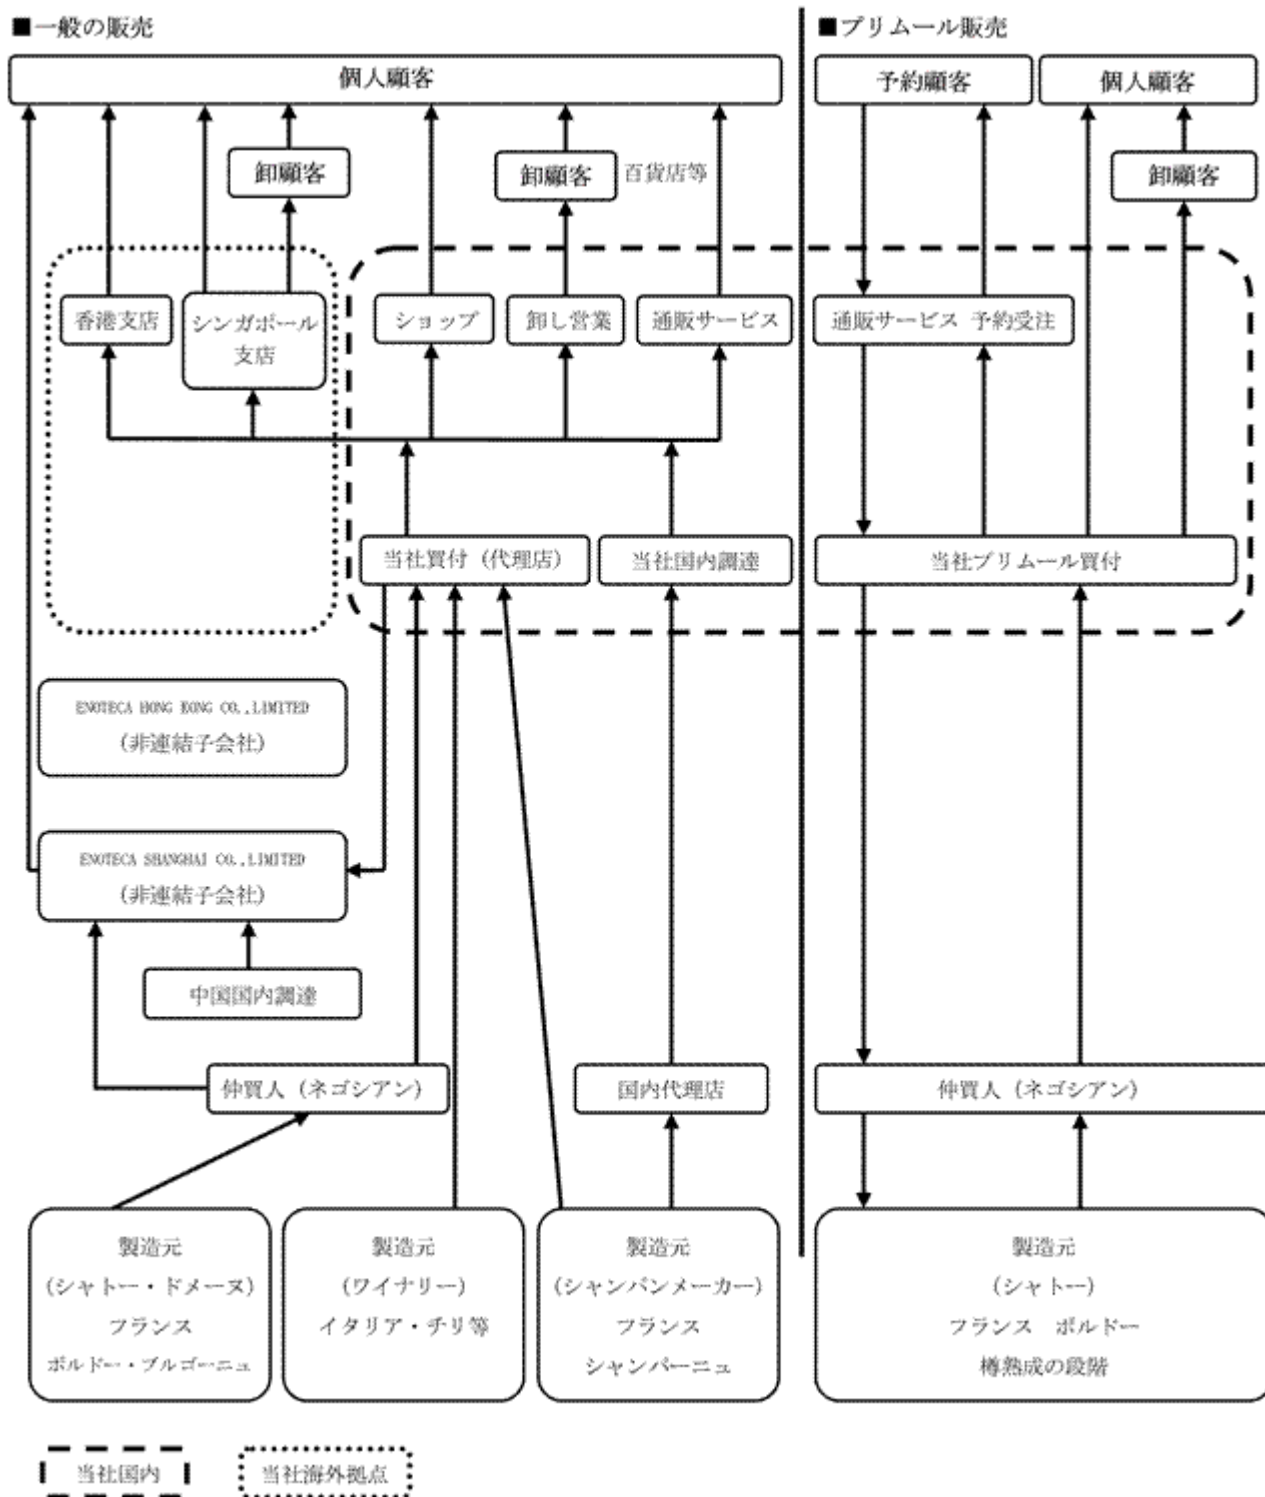 ■一般の販売
■プリムール販売
個人顧客
予約顧客
個人顧客
卸顧客
卸顧客
百貨店等
卸顧客
香港支店
シンガポール
支店
ショップ
卸し営業
通販サービス
通販サービス 予約受注
当社買付（代理店）
当社国内調達
当社プリムール買付
ENOTECA HONG KONG CO.,LIMITED
（非連結子会社）
ENOTECA SHANGHAI CO.,LIMITED
（非連結子会社）
中国国内調達
仲買人（ネゴシアン）
国内代理店
仲買人（ネゴシアン）
製造元
（シャトー・ドメーヌ）
フランス
ボルドー・ブルゴーニュ
製造元
（ワイナリー）
イタリア・チリ等
製造元
（シャンパンメーカー）
フランス
シャンパーニュ
製造元
（シャトー）
フランス　ボルドー
樽熟成の段階
当社国内
当社海外拠点